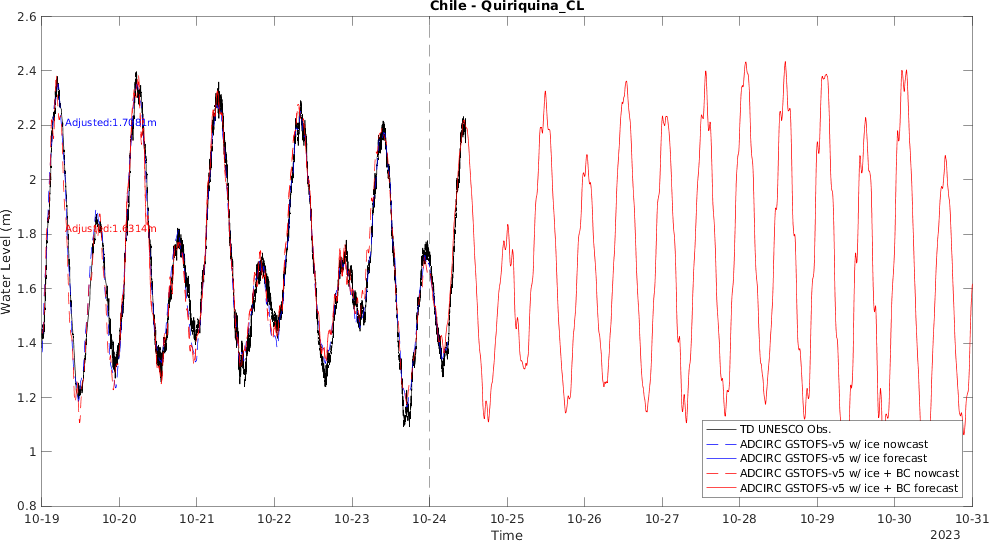 Chile - Quiriquina_CL
2.6
2.4
2.2
2
1.8
1.6
1.4
1.2
1
0.8
Water Level (m)
Adjusted:1.7081m
Adjusted:1.6314m
TD UNESCO Obs.
ADCIRC GSTOFS-v5 w/ ice nowcast
ADCIRC GSTOFS-v5 w/ ice forecast
ADCIRC GSTOFS-v5 w/ ice + BC nowcast
ADCIRC GSTOFS-v5 w/ ice + BC forecast
10-19 10-20 10-21 10-22 10-23 10-24 10-25 10-26 10-27 10-28 10-29 10-30 10-31
Time
2023